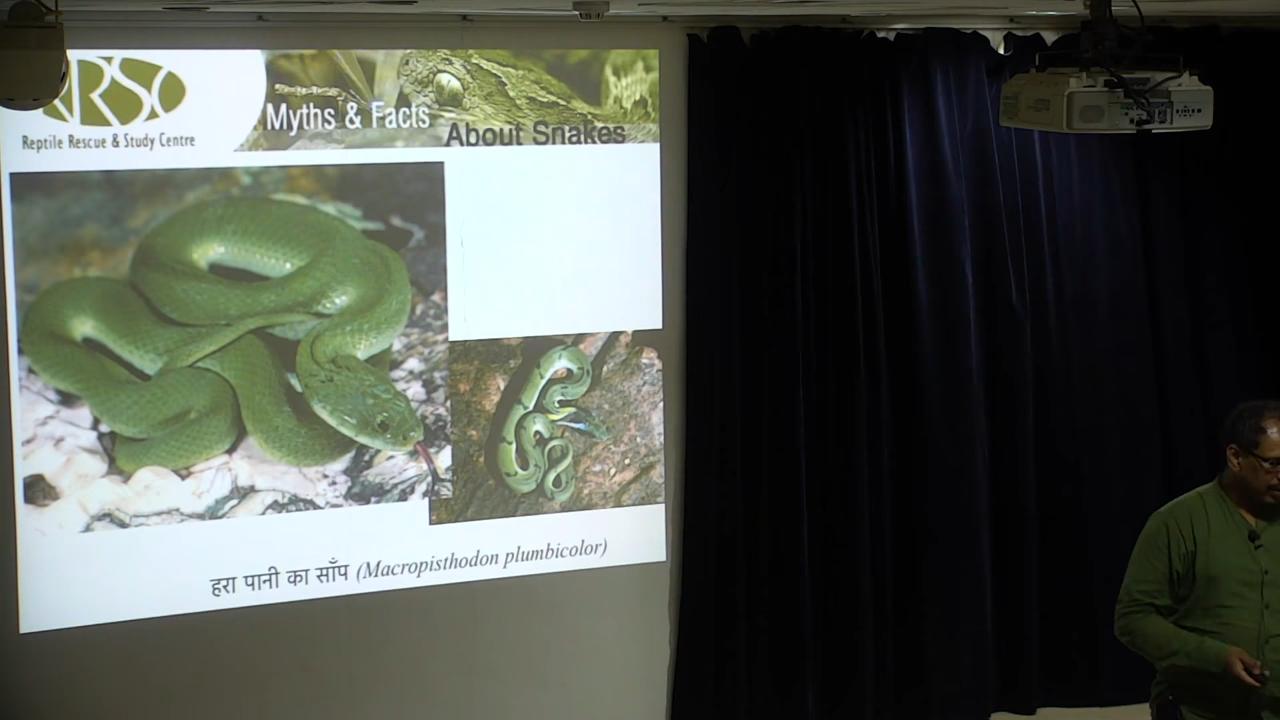 RRSC
Reptile Rescue & Study Centre
Myths & Facts
About Snakes
हरा पानी का साँप (Macropisthodon plumbicolor)